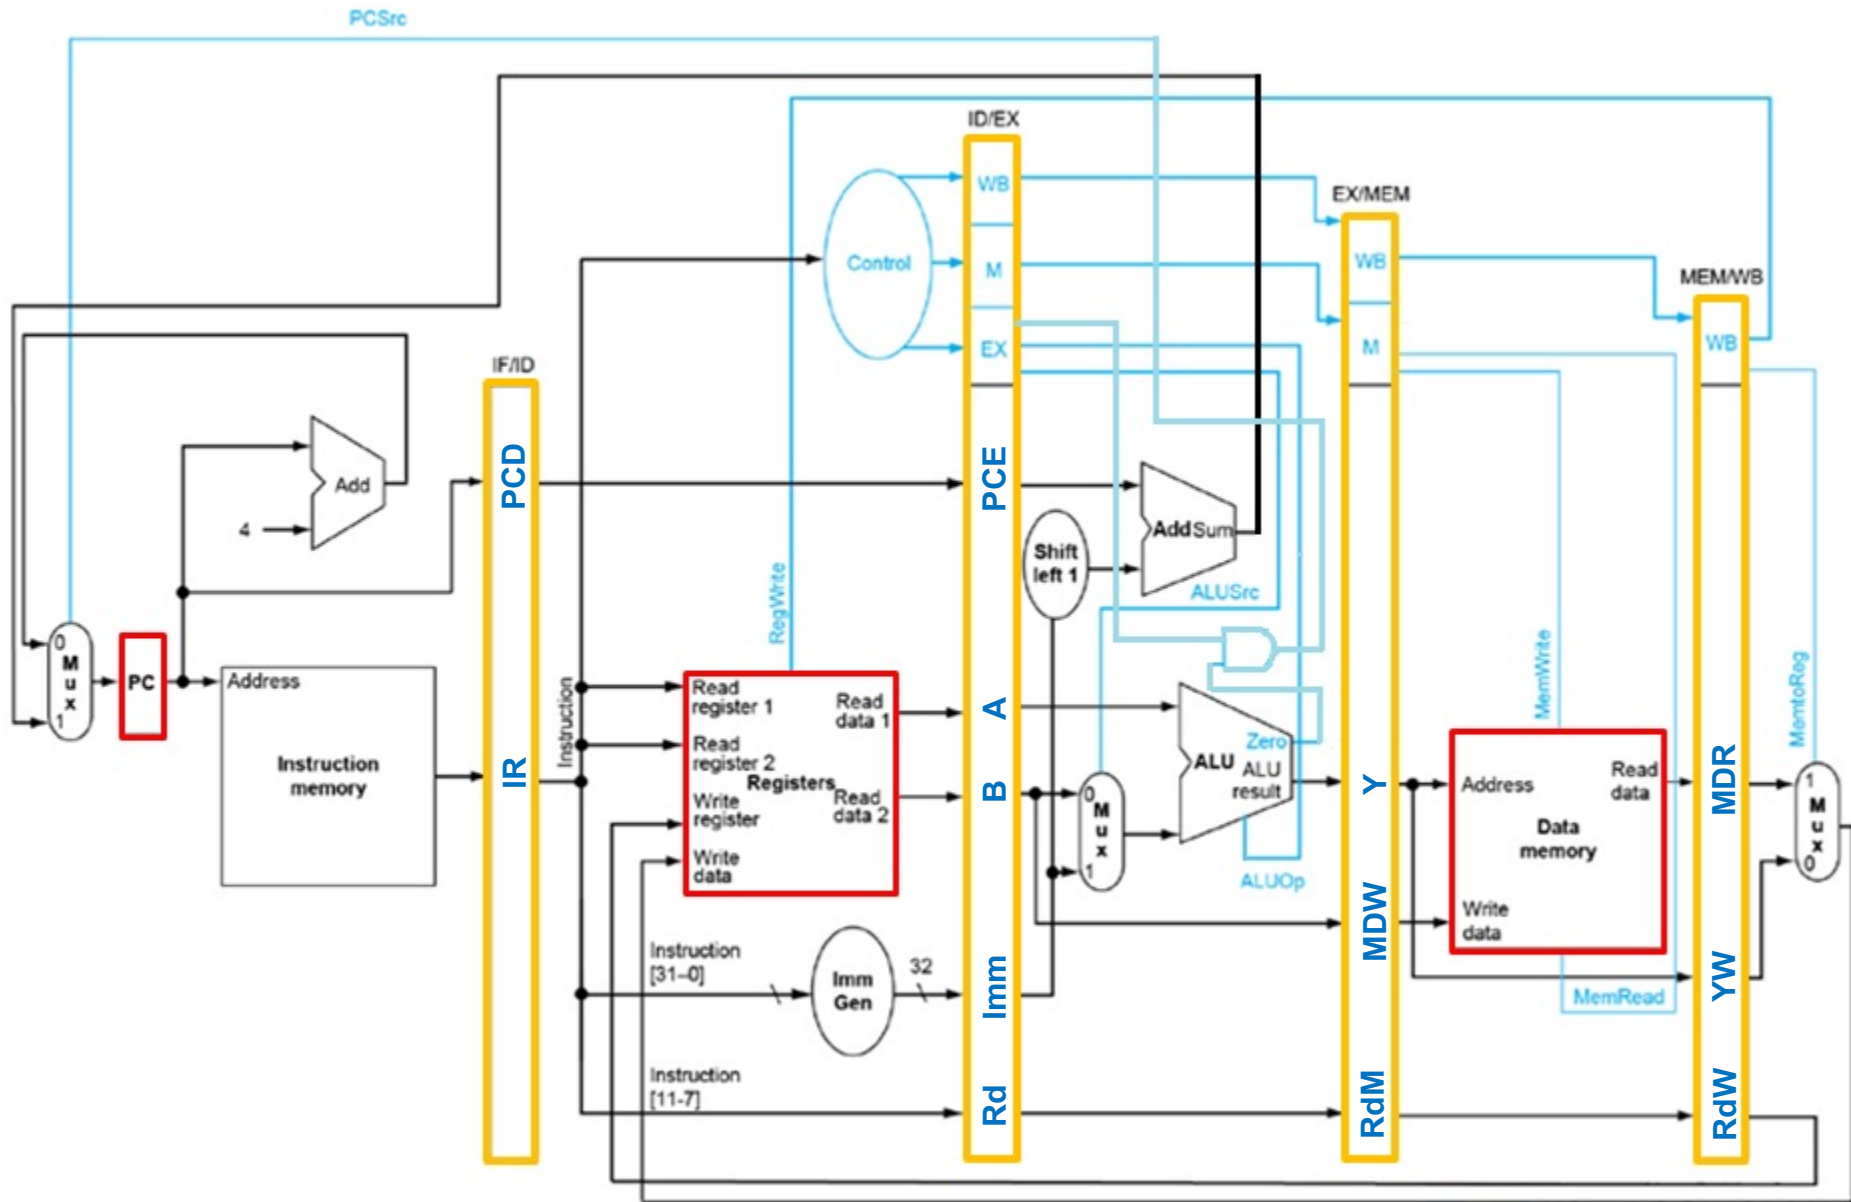 PCSrc
ID/EX
WB
EX/MEM
Control
M
WB
MEM/WB
EX
M
WB
IF/ID
PCD
PCE
Add
4
Add Sum
Shift
left 1
ALUSrc
RegWrite
MemWrite
MemtoReg
0
M
u
x
1
PC
Address
Instruction
memory
IR
Instruction
Read
register 1
Read
data 1
Read
register 2
Registers
Write
register
Read
data 2
Write
data
A
B
0
M
u
x
1
Zero
ALU
ALU
result
ALUOp
Y
Address
Read
data
Data
memory
Write
data
MDR
1
M
u
x
0
MDW
MemRead
YW
Instruction
[31–0]
Imm
Gen
32
Imm
Instruction
[11-7]
Rd
RdM
RdW